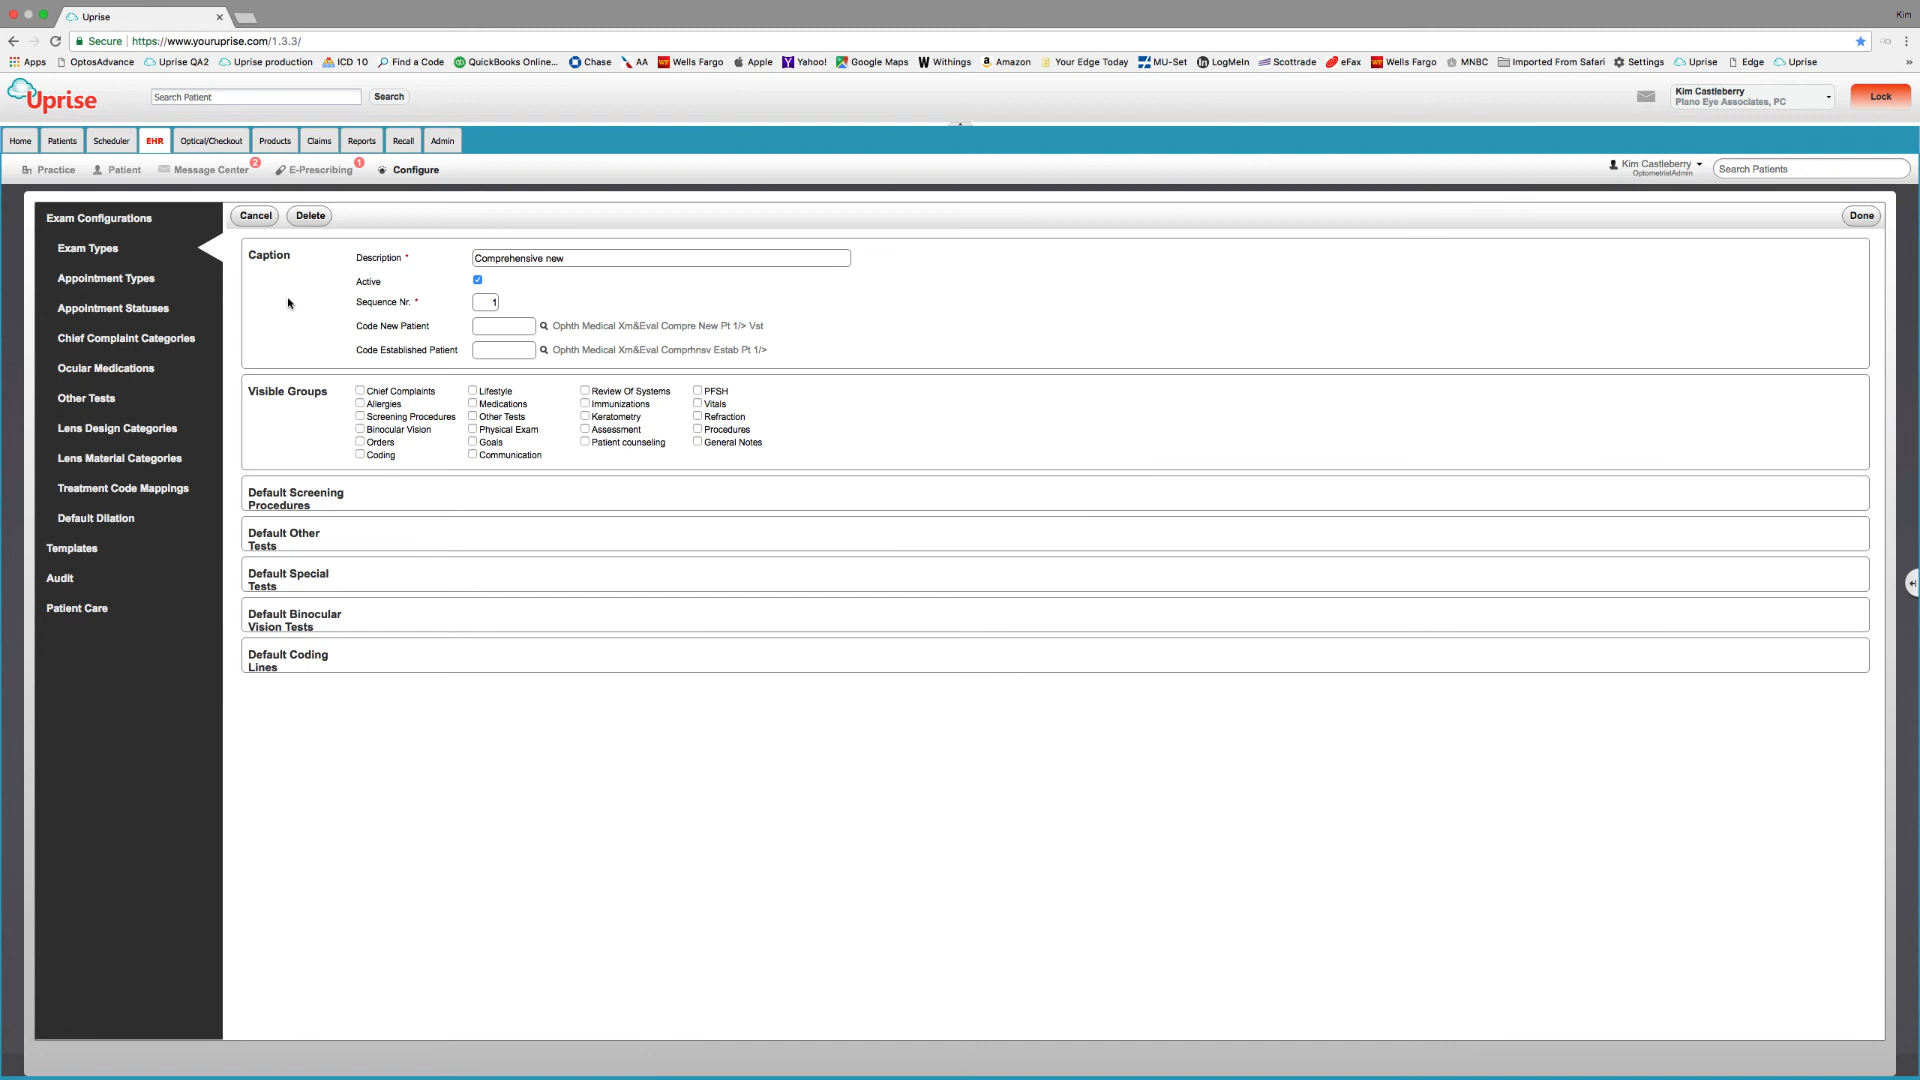 Uprise
Kim
Secure https://www.youruprise.com/1.3.3/
Apps OptosAdvance Uprise QA2 Uprise production ICD 10 Find a Code QuickBooks Online... Chase AA Wells Fargo Apple Yahoo! Google Maps Withings Amazon Your Edge Today MU-Set LogMeIn Scottrade eFax Wells Fargo MNBC Imported From Safari Settings Uprise Edge Uprise »
Uprise
Search Patient Search
Kim Castleberry
Plano Eye Associates, PC
Lock
Home Patients Scheduler EHR Optical/Checkout Products Claims Reports Recall Admin
Practice Patient Message Center 2 E-Prescribing 1 Configure
Kim Castleberry
OptometristAdmin
Search Patients
Exam Configurations
Exam Types
Appointment Types
Appointment Statuses
Chief Complaint Categories
Ocular Medications
Other Tests
Lens Design Categories
Lens Material Categories
Treatment Code Mappings
Default Dilation
Templates
Audit
Patient Care
Cancel Delete Done
Caption
Description * Comprehensive new
Active
Sequence Nr. * 1
Code New Patient Ophth Medical Xm&Eval Compre New Pt 1/> Vst
Code Established Patient Ophth Medical Xm&Eval Comprhnsv Estab Pt 1/>
Visible Groups
Chief Complaints Lifestyle Review Of Systems PFSH
Allergies Medications Immunizations Vitals
Screening Procedures Other Tests Keratometry Refraction
Binocular Vision Physical Exam Assessment Procedures
Orders Goals Patient counseling General Notes
Coding Communication
Default Screening
Procedures
Default Other
Tests
Default Special
Tests
Default Binocular
Vision Tests
Default Coding
Lines